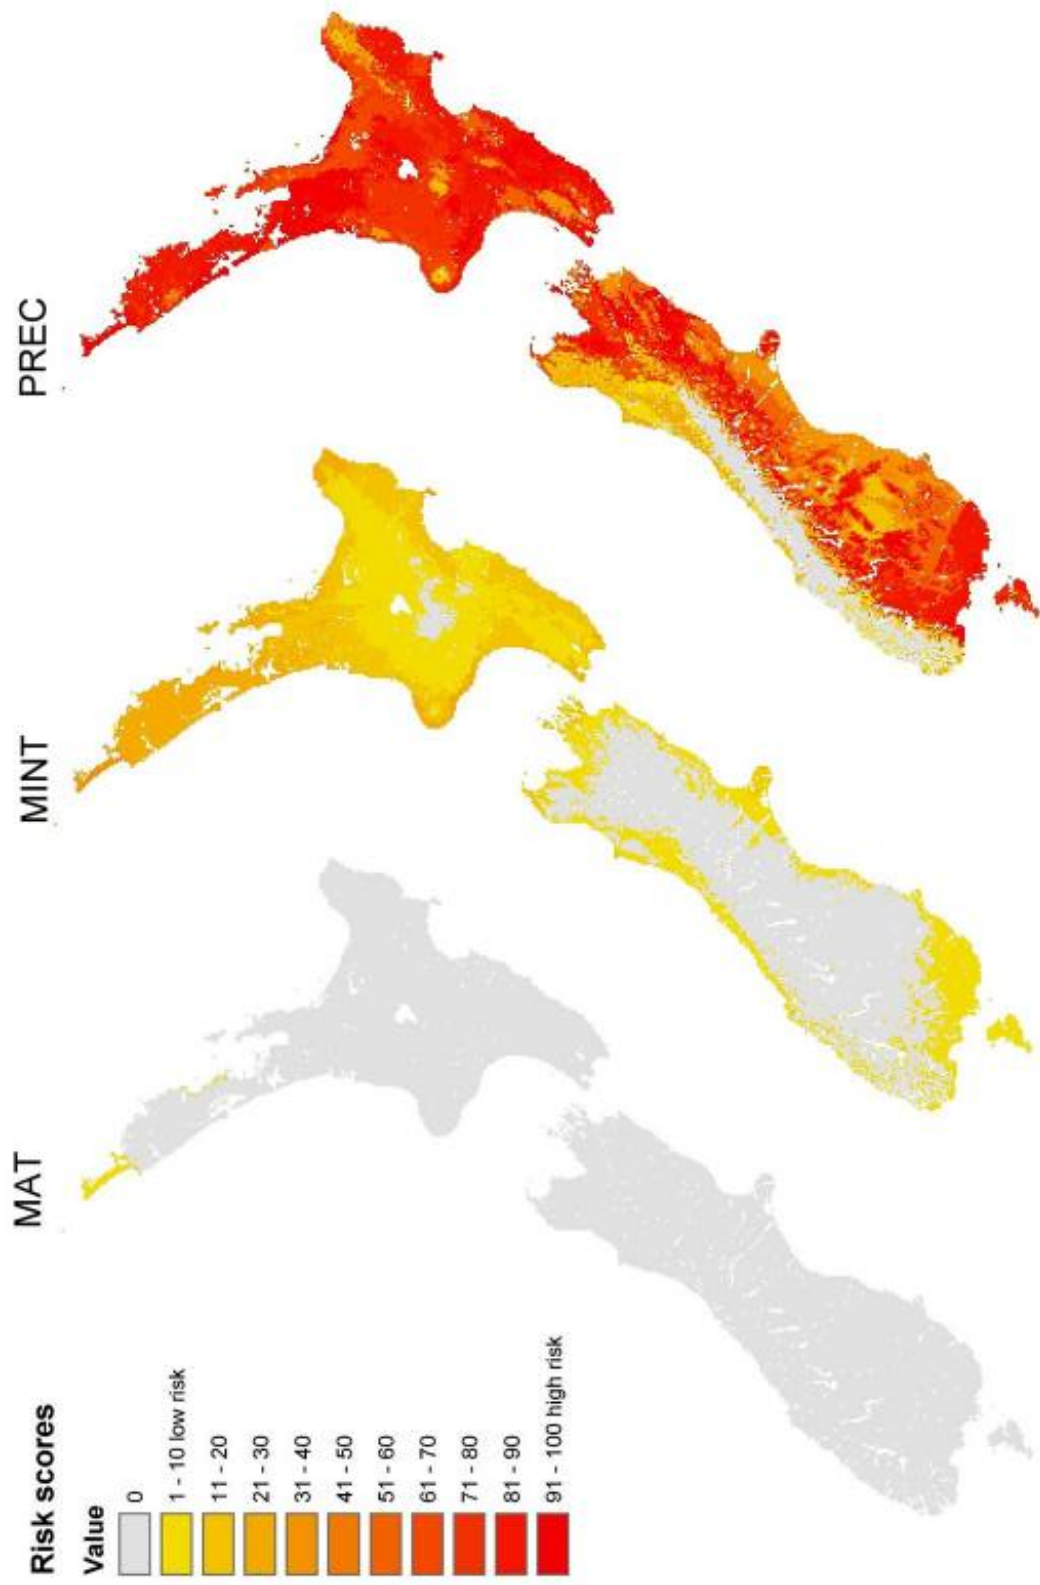 Risk scores
Value
0
1 - 10 low risk
11 - 20
21 - 30
31 - 40
41 - 50
51 - 60
61 - 70
71 - 80
81 - 90
91 - 100 high risk
MAT
MINT
PREC